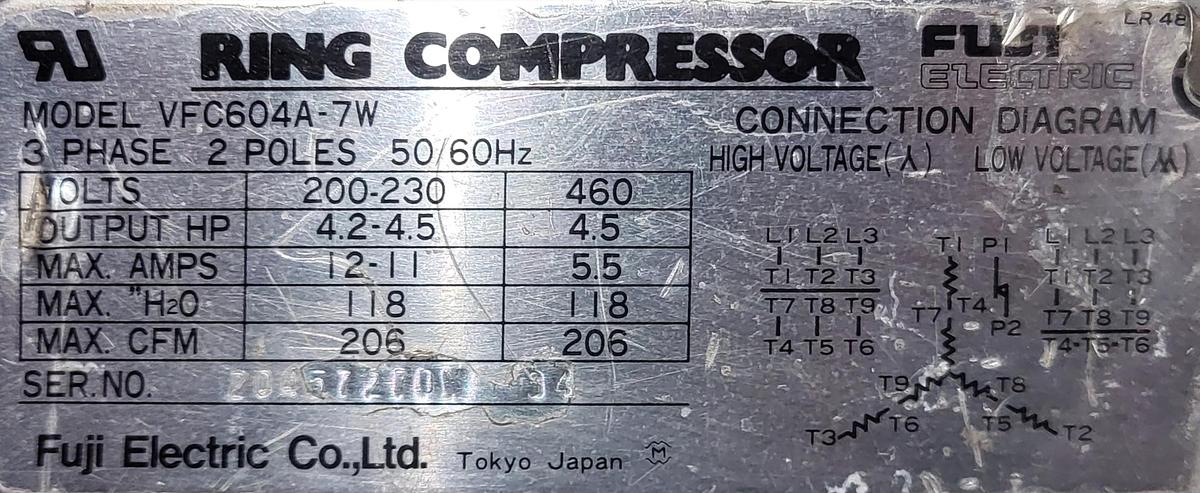 LR 48
RU RING COMPRESSOR FUJI ELECTRIC
MODEL VFC604A-7W
3 PHASE 2 POLES 50/60Hz
VOLTS 200-230 460
OUTPUT HP 4.2-4.5 4.5
MAX. AMPS 12-11 5.5
MAX. "H2O 118 118
MAX. CFM 206 206
SER.NO.
Fuji Electric Co.,Ltd. Tokyo Japan
CONNECTION DIAGRAM
HIGH VOLTAGE(⅄) LOW VOLTAGE(⅄⅄)
L1 L2 L3
T1 T2 T3
T7 T8 T9
T4 T5 T6
T1 P1
T7 T4
P2
T9 T8
T6 T5
T3 T2
L1 L2 L3
T1 T2 T3
T7 T8 T9
T4-T5-T6